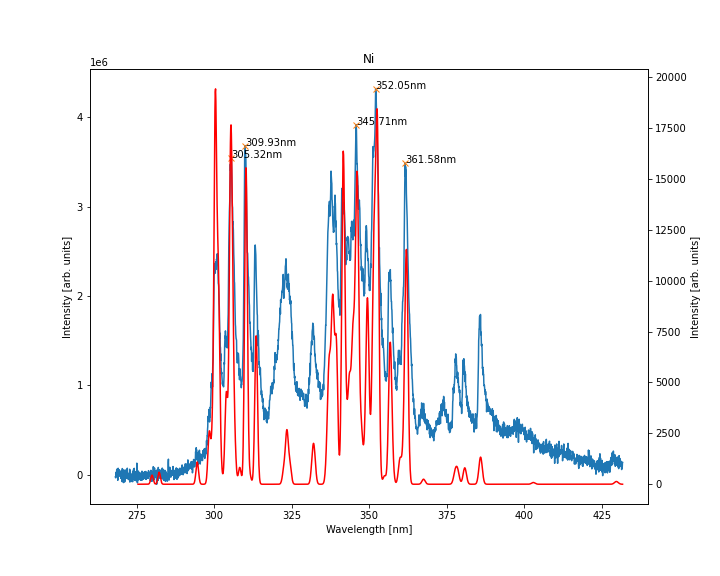 Ni
1e6
352.05nm
345.71nm
309.93nm
305.32nm
361.58nm
4
3
2
1
0
20000
17500
15000
12500
10000
7500
5000
2500
0
Intensity [arb. units]
Intensity [arb. units]
275
300
325
350
375
400
425
Wavelength [nm]